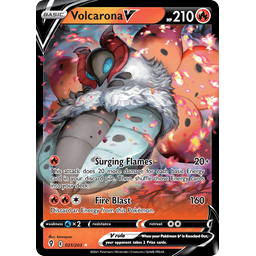 BASIC
Volcarona V
HP 210
Surging Flames 20+
This attack does 20 more damage for each basic Energy
card in your discard pile. Then, shuffle those Energy cards
into your deck.
Fire Blast 160
Discard an Energy from this Pokémon.
weakness ×2 resistance retreat
V rule
When your Pokémon V is Knocked Out,
your opponent takes 2 Prize cards.
021/203